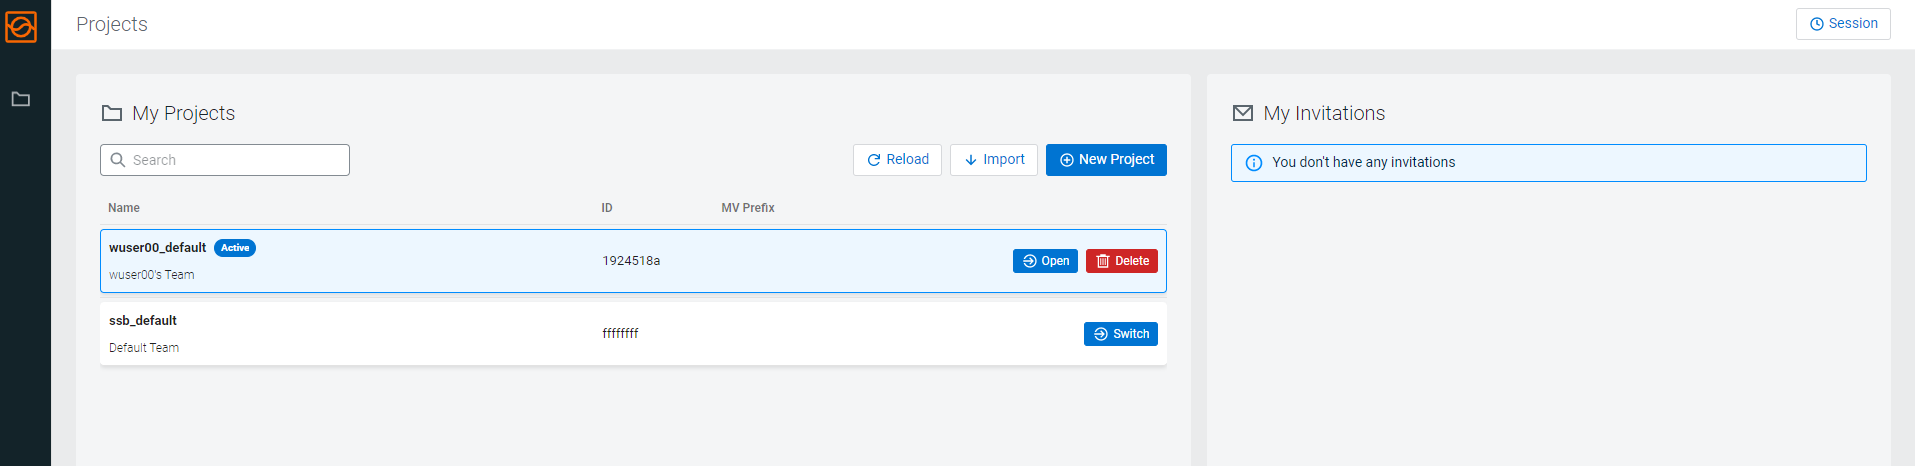 Projects
Session
My Projects
Search
Reload
Import
New Project
Name ID MV Prefix
wuser00_default Active
wuser00's Team
1924518a
Open
Delete
ssb_default
Default Team
ffffffff
Switch
My Invitations
You don't have any invitations